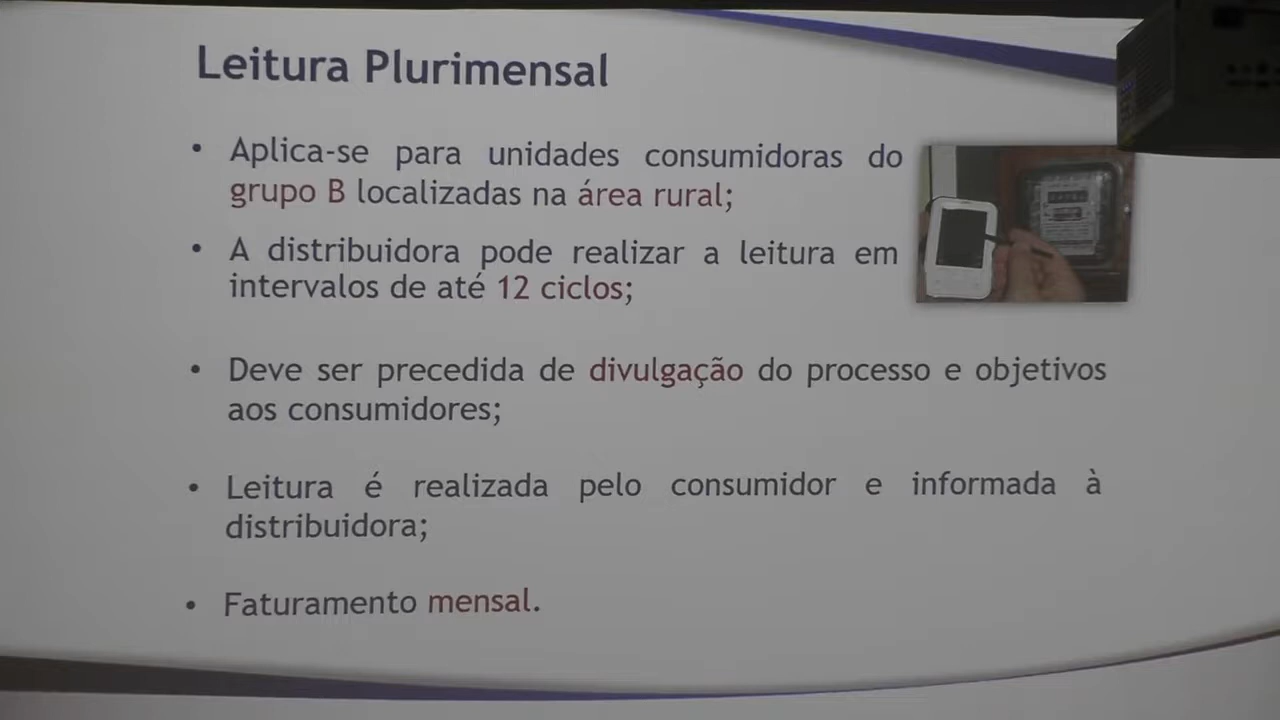 Leitura Plurimensal
• Aplica-se para unidades consumidoras do
grupo B localizadas na área rural;
• A distribuidora pode realizar a leitura em
intervalos de até 12 ciclos;
• Deve ser precedida de divulgação do processo e objetivos
aos consumidores;
• Leitura é realizada pelo consumidor e informada à
distribuidora;
• Faturamento mensal.